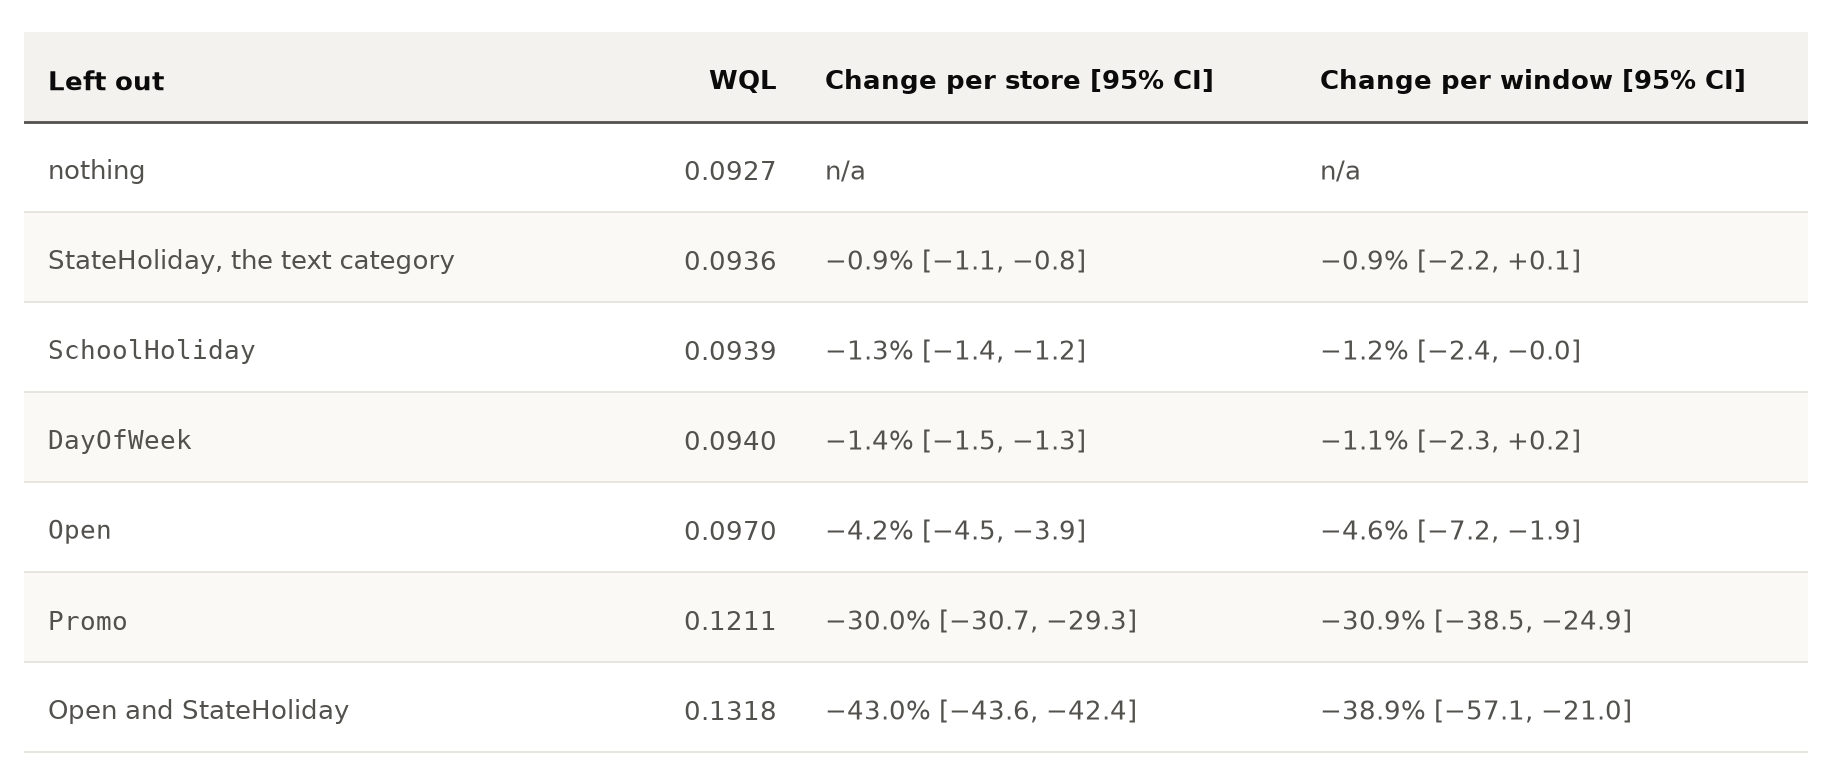 Left out WQL Change per store [95% CI] Change per window [95% CI]
nothing 0.0927 n/a n/a
StateHoliday, the text category 0.0936 −0.9% [−1.1, −0.8] −0.9% [−2.2, +0.1]
SchoolHoliday 0.0939 −1.3% [−1.4, −1.2] −1.2% [−2.4, −0.0]
DayOfWeek 0.0940 −1.4% [−1.5, −1.3] −1.1% [−2.3, +0.2]
Open 0.0970 −4.2% [−4.5, −3.9] −4.6% [−7.2, −1.9]
Promo 0.1211 −30.0% [−30.7, −29.3] −30.9% [−38.5, −24.9]
Open and StateHoliday 0.1318 −43.0% [−43.6, −42.4] −38.9% [−57.1, −21.0]